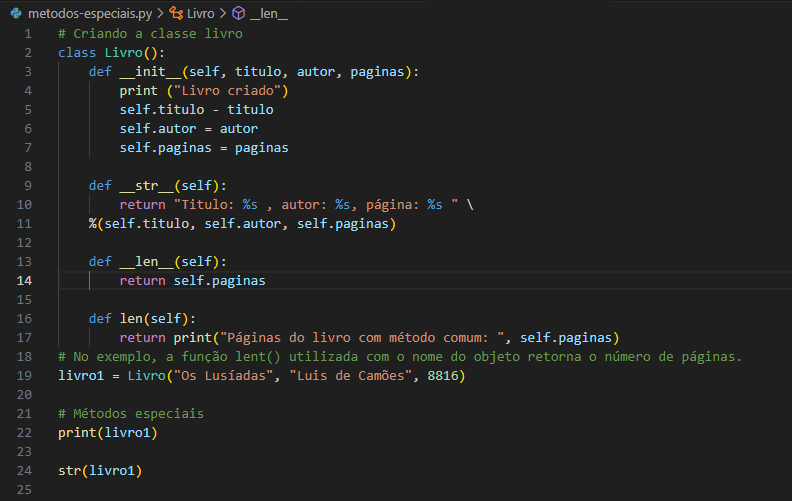 metodos-especiais.py > Livro > __len__
1 # Criando a classe livro
2 class Livro():
3 def __init__(self, titulo, autor, paginas):
4 print ("Livro criado")
5 self.titulo - titulo
6 self.autor = autor
7 self.paginas = paginas
8
9 def __str__(self):
10 return "Titulo: %s , autor: %s, página: %s " \
11 %(self.titulo, self.autor, self.paginas)
12
13 def __len__(self):
14 return self.paginas
15
16 def len(self):
17 return print("Páginas do livro com método comum: ", self.paginas)
18 # No exemplo, a função lent() utilizada com o nome do objeto retorna o número de páginas.
19 livro1 = Livro("Os Lusíadas", "Luis de Camões", 8816)
20
21 # Métodos especiais
22 print(livro1)
23
24 str(livro1)
25